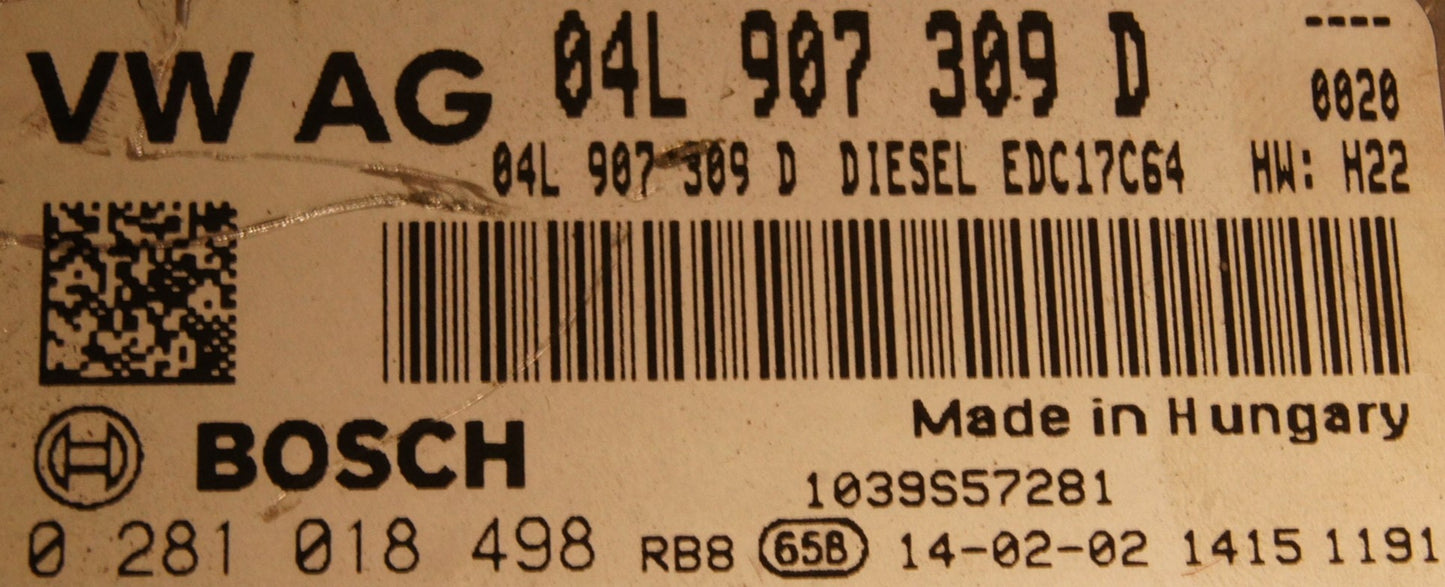 VW AG 04L 907 309 D ----
0020
04L 907 309 D DIESEL EDC17C64 HW: H22
Made in Hungary
BOSCH
1039S57281
0 281 018 498 RB8 65B 14-02-02 1415 1191